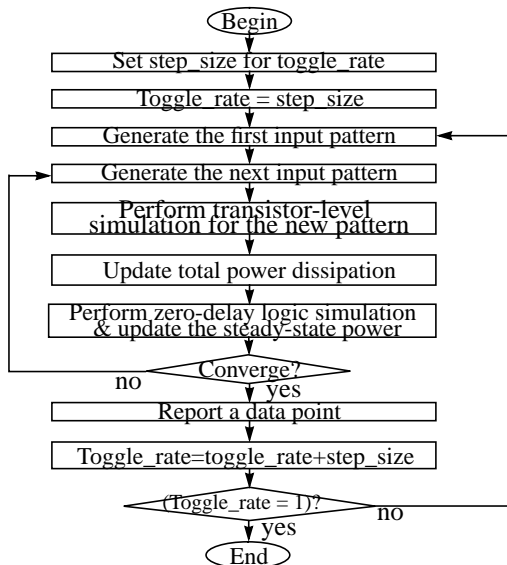 Begin
Set step_size for toggle_rate
Toggle_rate = step_size
Generate the first input pattern
Generate the next input pattern
Perform transistor-level
simulation for the new pattern
Update total power dissipation
Perform zero-delay logic simulation
& update the steady-state power
Converge?
no
yes
Report a data point
Toggle_rate=toggle_rate+step_size
(Toggle_rate = 1)?
no
yes
End